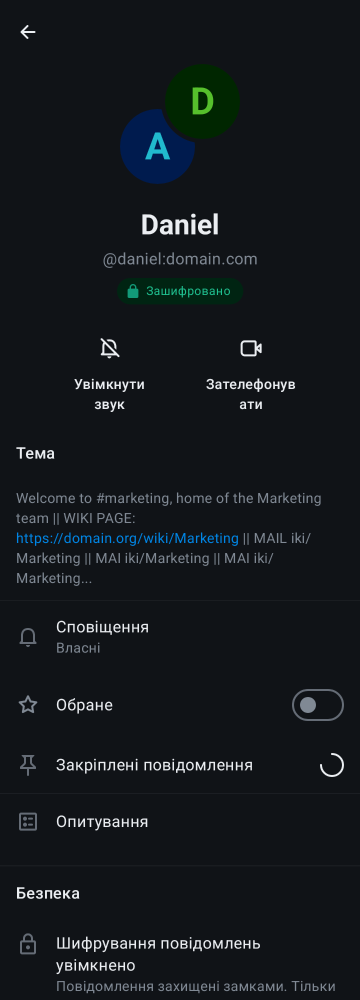 D
A
Daniel
@daniel:domain.com
Зашифровано
Увімкнути
звук
Зателефонув
ати
Тема
Welcome to #marketing, home of the Marketing
team || WIKI PAGE:
https://domain.org/wiki/Marketing || MAIL iki/
Marketing || MAI iki/Marketing || MAI iki/
Marketing...
Сповіщення
Власні
Обране
Закріплені повідомлення
Опитування
Безпека
Шифрування повідомлень
увімкнено
Повідомлення захищені замками. Тільки